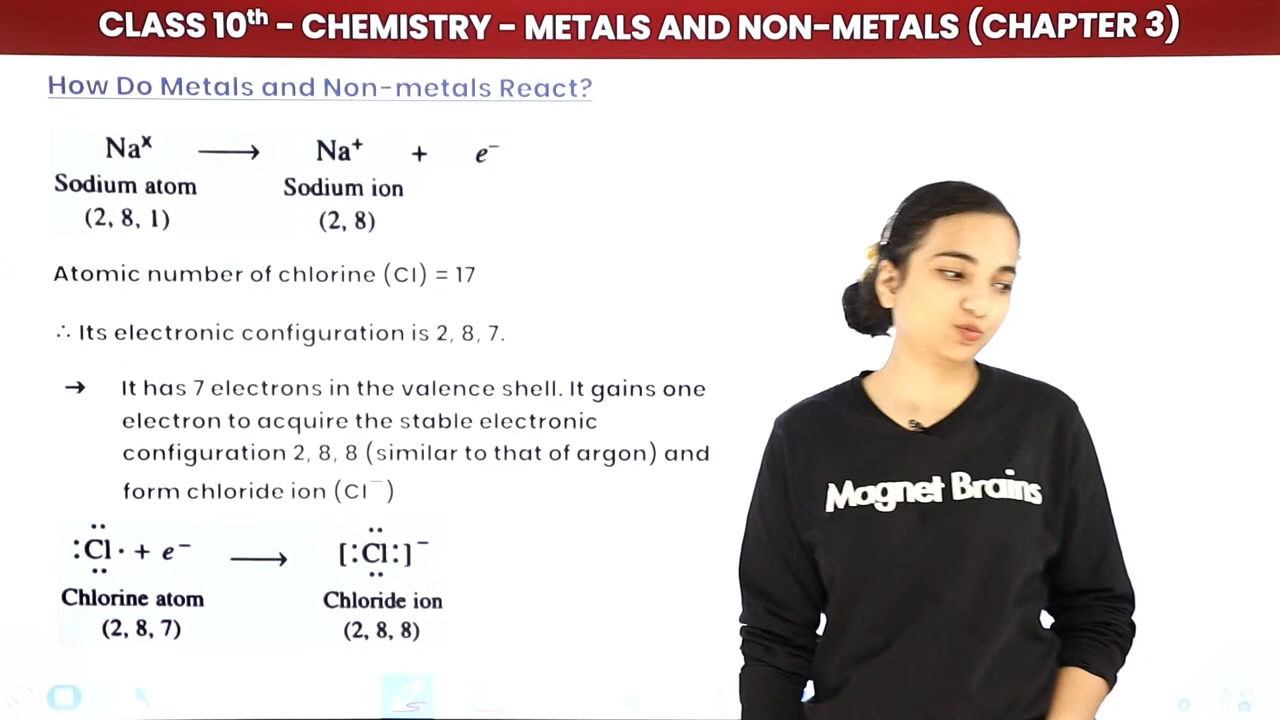 CLASS 10ᵗʰ – CHEMISTRY – METALS AND NON-METALS (CHAPTER 3)
How Do Metals and Non-metals React?
Naˣ ⟶ Na⁺ + e⁻
Sodium atom Sodium ion
(2, 8, 1) (2, 8)
Atomic number of chlorine (Cl) = 17
∴ Its electronic configuration is 2, 8, 7.
→ It has 7 electrons in the valence shell. It gains one
electron to acquire the stable electronic
configuration 2, 8, 8 (similar to that of argon) and
form chloride ion (Cl⁻)
:Cl· + e⁻ ⟶ [:Cl:]⁻
Chlorine atom Chloride ion
(2, 8, 7) (2, 8, 8)
Magnet Brains